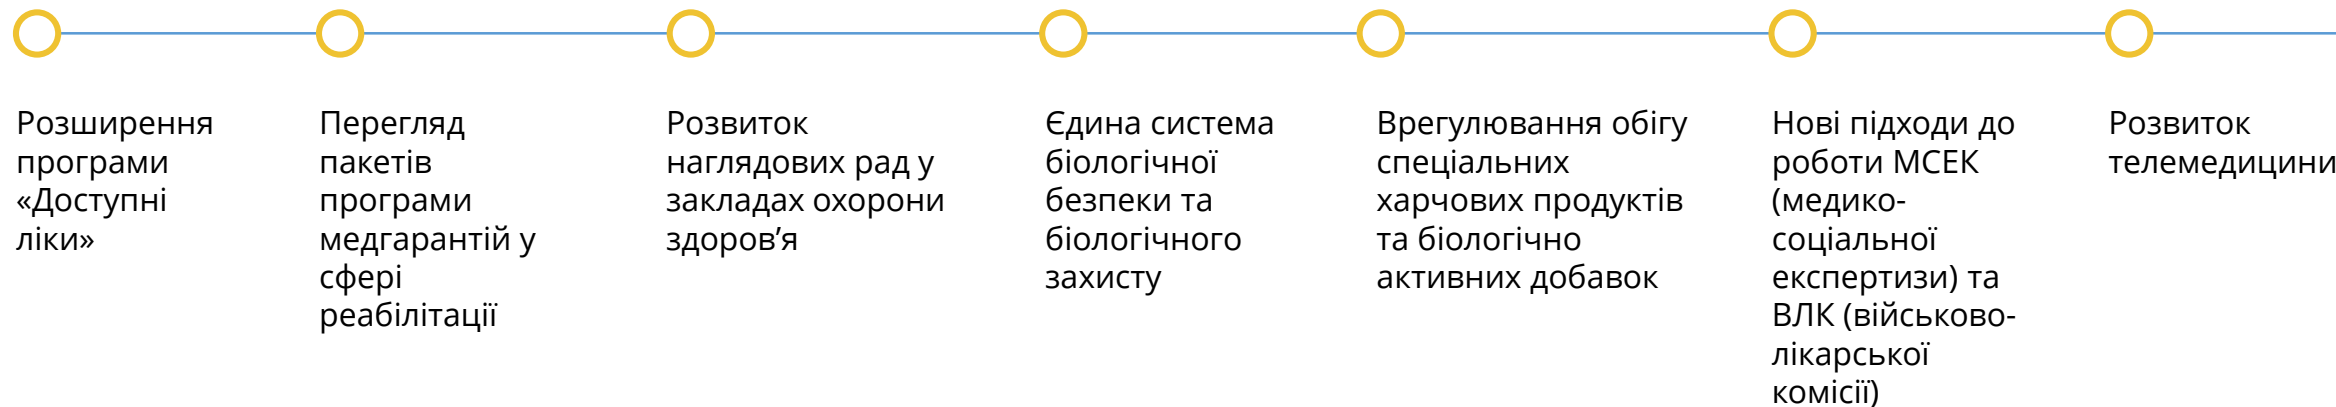 Розширення
програми
«Доступні
ліки»
Перегляд
пакетів
програми
медгарантій у
сфері
реабілітації
Розвиток
наглядових рад у
закладах охорони
здоров’я
Єдина система
біологічної
безпеки та
біологічного
захисту
Врегулювання обігу
спеціальних
харчових продуктів
та біологічно
активних добавок
Нові підходи до
роботи МСЕК
(медико-
соціальної
експертизи) та
ВЛК (військово-
лікарської
комісії)
Розвиток
телемедицини